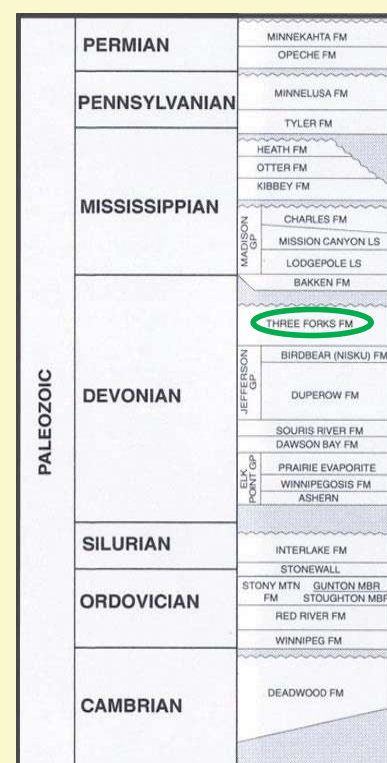 PALEOZOIC
PERMIAN
MINNEKAHTA FM
OPECHE FM
PENNSYLVANIAN
MINNELUSA FM
TYLER FM
MISSISSIPPIAN
HEATH FM
OTTER FM
KIBBEY FM
MADISON
GP
CHARLES FM
MISSION CANYON LS
LODGEPOLE LS
BAKKEN FM
DEVONIAN
THREE FORKS FM
JEFFERSON
GP
BIRDBEAR (NISKU) FM
DUPEROW FM
SOURIS RIVER FM
DAWSON BAY FM
ELK
POINT GP
PRAIRIE EVAPORITE
WINNIPEGOSIS FM
ASHERN
SILURIAN
INTERLAKE FM
STONEWALL
ORDOVICIAN
STONY MTN GUNTON MBR
FM STOUGHTON MBR
RED RIVER FM
WINNIPEG FM
CAMBRIAN
DEADWOOD FM